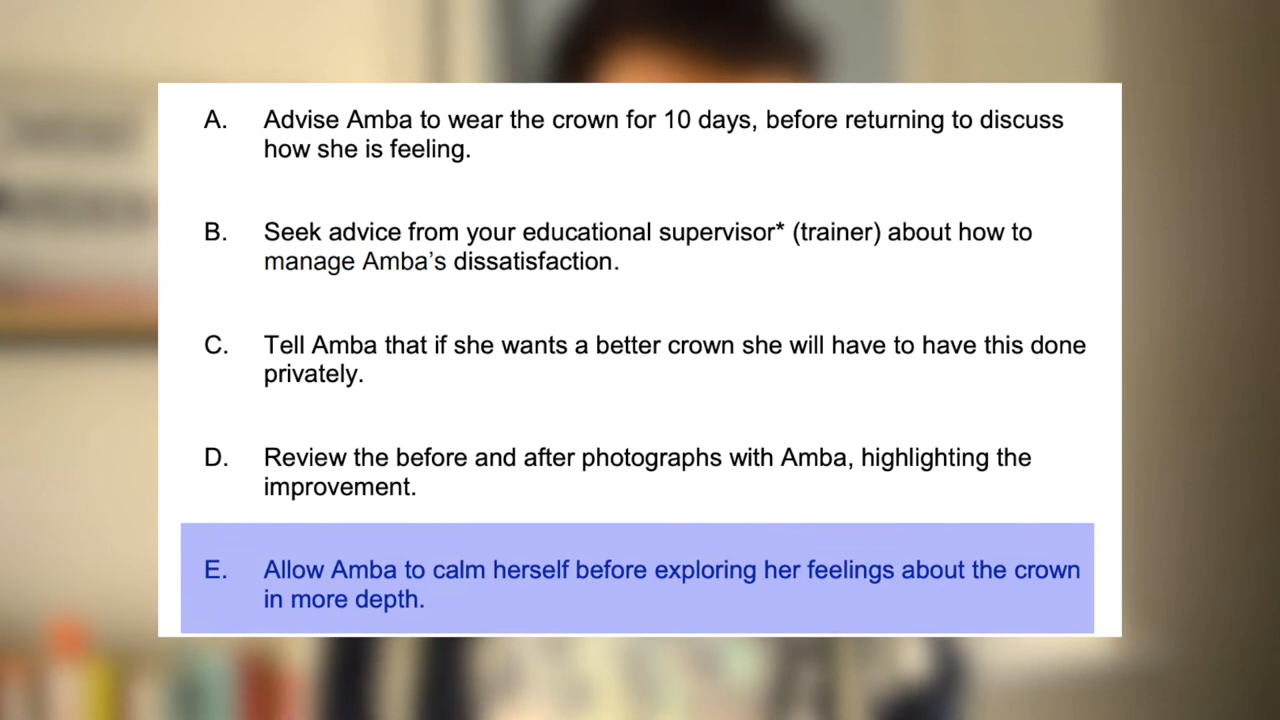 A. Advise Amba to wear the crown for 10 days, before returning to discuss
how she is feeling.
B. Seek advice from your educational supervisor* (trainer) about how to
manage Amba’s dissatisfaction.
C. Tell Amba that if she wants a better crown she will have to have this done
privately.
D. Review the before and after photographs with Amba, highlighting the
improvement.
E. Allow Amba to calm herself before exploring her feelings about the crown
in more depth.